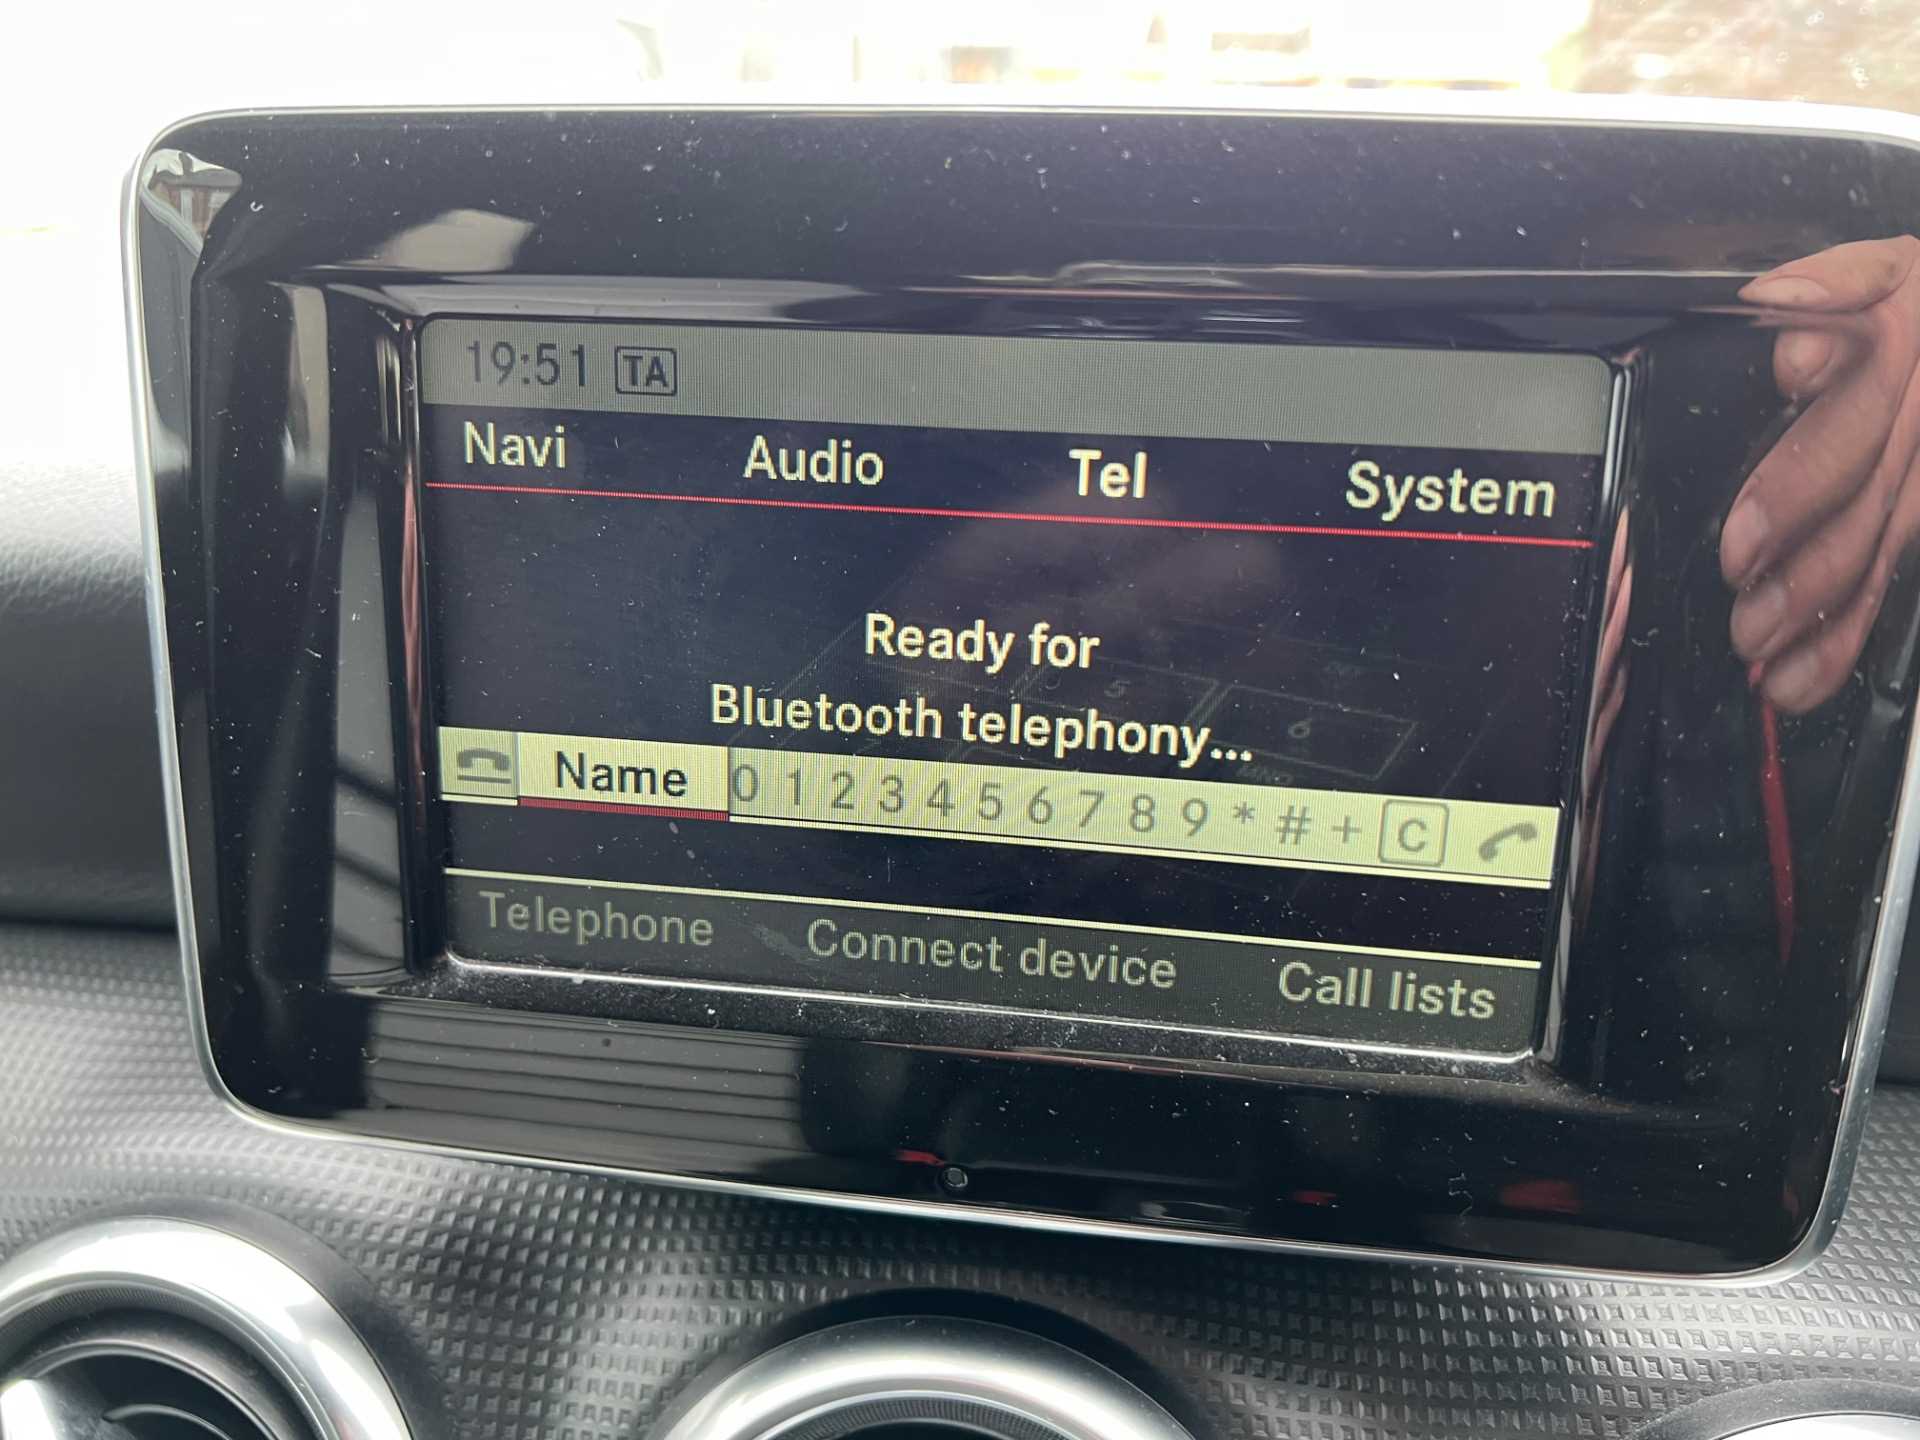 19:51 TA
Navi Audio Tel System
Ready for
Bluetooth telephony...
Name 0 1 2 3 4 5 6 7 8 9 * # + C
Telephone Connect device Call lists